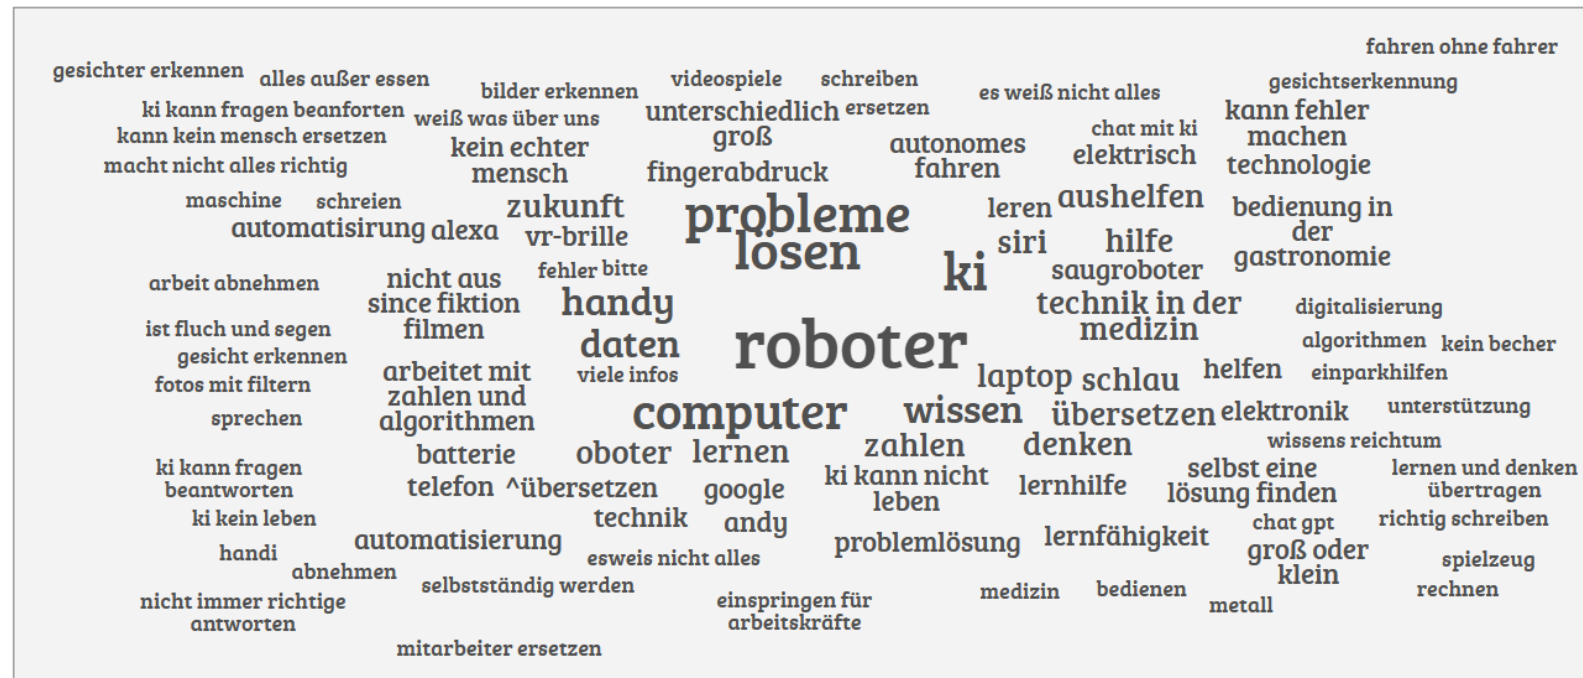 fahren ohne fahrer
gesichter erkennen
alles außer essen
videospiele
schreiben
gesichtserkennung
bilder erkennen
es weiß nicht alles
ki kann fragen beanforten
weiß was über uns
unterschiedlich
groß
ersetzen
kann fehler
machen
kann kein mensch ersetzen
kein echter
mensch
autonomes
fahren
chat mit ki
elektrisch
technologie
macht nicht alles richtig
fingerabdruck
maschine
schreien
zukunft
probleme
lösen
leren
aushelfen
bedienung in
der
gastronomie
automatisirung
alexa
vr-brille
siri
hilfe
arbeit abnehmen
nicht aus
since fiktion
fehler
bitte
ki
saugroboter
filmen
handy
technik in der
medizin
digitalisierung
ist fluch und segen
daten
roboter
algorithmen
kein becher
gesicht erkennen
fotos mit filtern
arbeitet mit
zahlen und
algorithmen
viele infos
laptop
schlau
helfen
einparkhilfen
sprechen
computer
wissen
übersetzen
elektronik
unterstützung
batterie
oboter
lernen
zahlen
denken
wissens reichtum
ki kann fragen
beantworten
telefon
^übersetzen
google
ki kann nicht
leben
lernhilfe
selbst eine
lösung finden
lernen und denken
übertragen
ki kein leben
technik
andy
chat gpt
richtig schreiben
handi
automatisierung
esweis nicht alles
problemlösung
lernfähigkeit
groß oder
klein
spielzeug
abnehmen
selbstständig werden
medizin
bedienen
rechnen
nicht immer richtige
antworten
einspringen für
arbeitskräfte
metall
mitarbeiter ersetzen